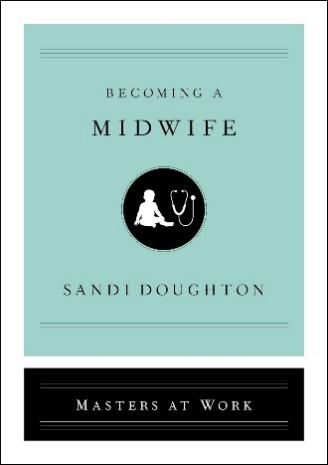 BECOMING A
MIDWIFE
SANDI DOUGHTON
MASTERS AT WORK